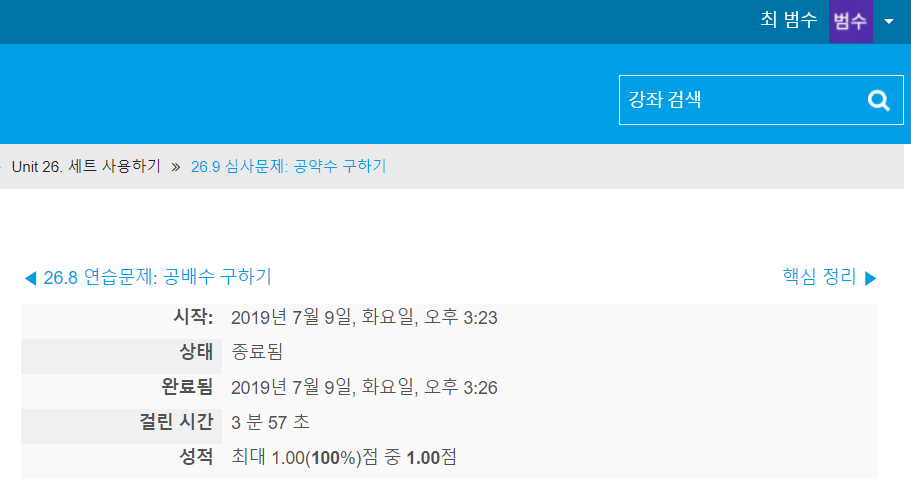 최 범수 범수
강좌 검색
Unit 26. 세트 사용하기 » 26.9 심사문제: 공약수 구하기
◀ 26.8 연습문제: 공배수 구하기 핵심 정리 ▶
시작: 2019년 7월 9일, 화요일, 오후 3:23
상태 종료됨
완료됨 2019년 7월 9일, 화요일, 오후 3:26
걸린 시간 3 분 57 초
성적 최대 1.00(100%)점 중 1.00점